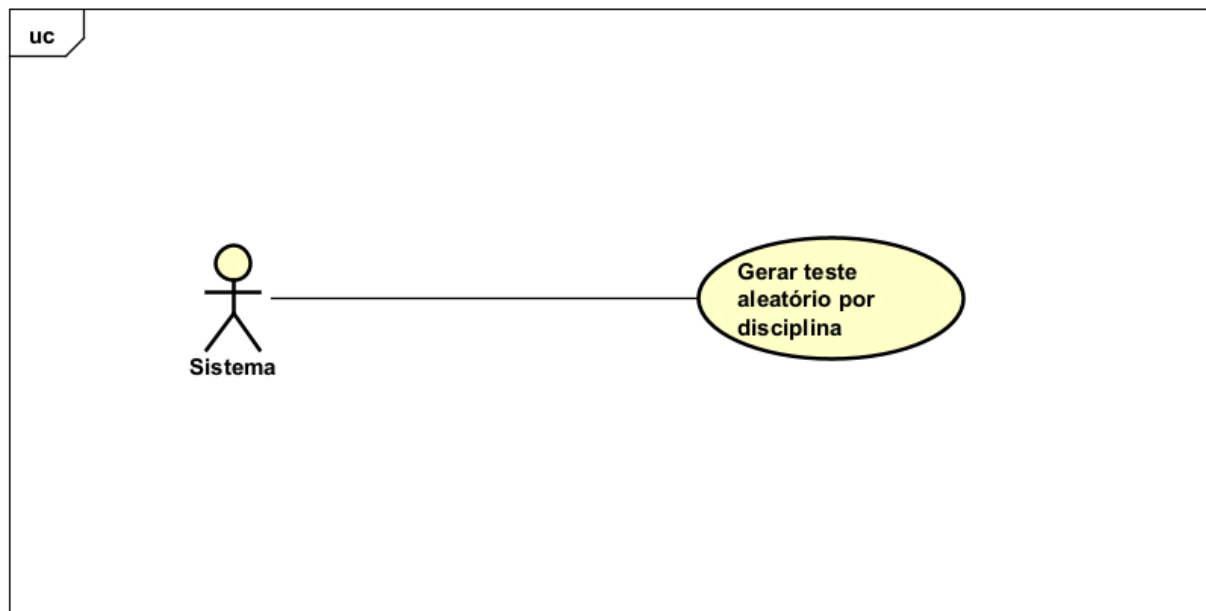 uc
Gerar teste
aleatório por
disciplina
Sistema